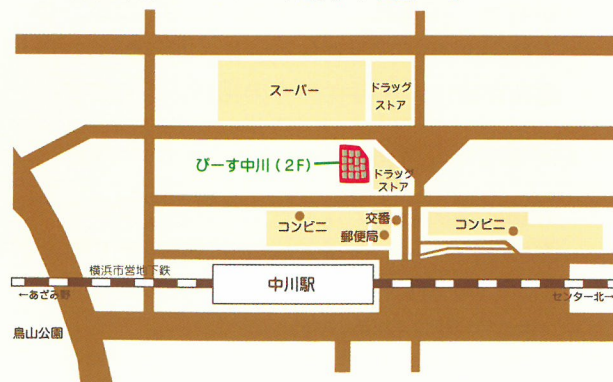 スーパー
ドラッグ
ストア
ぴーす中川（2F）
ドラッグ
ストア
コンビニ
交番
郵便局
コンビニ
横浜市営地下鉄
中川駅
←あざみ野
センター北→
鳥山公園